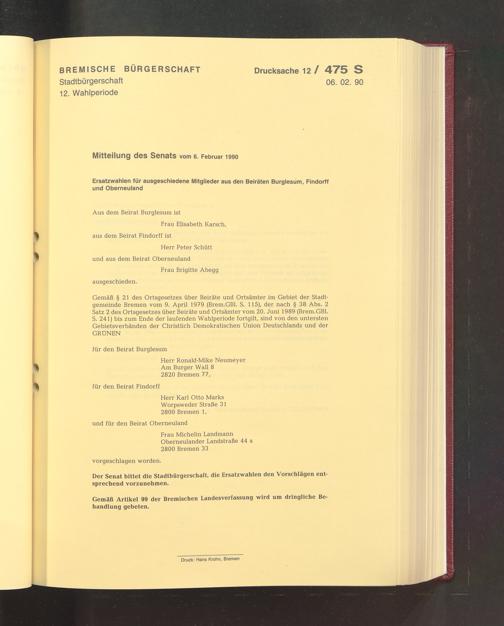 BREMISCHE BÜRGERSCHAFT
Stadtbürgerschaft
12. Wahlperiode
Drucksache 12 / 475 S
06. 02. 90
Mitteilung des Senats vom 6. Februar 1990
Ersatzwahlen für ausgeschiedene Mitglieder aus den Beiräten Burglesum, Findorff
und Oberneuland
Aus dem Beirat Burglesum ist
Frau Elisabeth Karsch,
aus dem Beirat Findorff ist
Herr Peter Schütt
und aus dem Beirat Oberneuland
Frau Brigitte Abegg
ausgeschieden.
Gemäß § 21 des Ortsgesetzes über Beiräte und Ortsämter im Gebiet der Stadt-
gemeinde Bremen vom 9. April 1979 (Brem.GBl. S. 115), der nach § 38 Abs. 2
Satz 2 des Ortsgesetzes über Beiräte und Ortsämter vom 20. Juni 1989 (Brem.GBl.
S. 241) bis zum Ende der laufenden Wahlperiode fortgilt, sind von den untersten
Gebietsverbänden der Christlich Demokratischen Union Deutschlands und der
GRÜNEN
für den Beirat Burglesum
Herr Ronald-Mike Neumeyer
Am Burger Wall 8
2820 Bremen 77,
für den Beirat Findorff
Herr Karl Otto Marks
Worpsweder Straße 31
2800 Bremen 1,
und für den Beirat Oberneuland
Frau Michelin Landmann
Oberneulander Landstraße 44 a
2800 Bremen 33
vorgeschlagen worden.
Der Senat bittet die Stadtbürgerschaft, die Ersatzwahlen den Vorschlägen ent-
sprechend vorzunehmen.
Gemäß Artikel 99 der Bremischen Landesverfassung wird um dringliche Be-
handlung gebeten.
Druck: Hans Krohn, Bremen